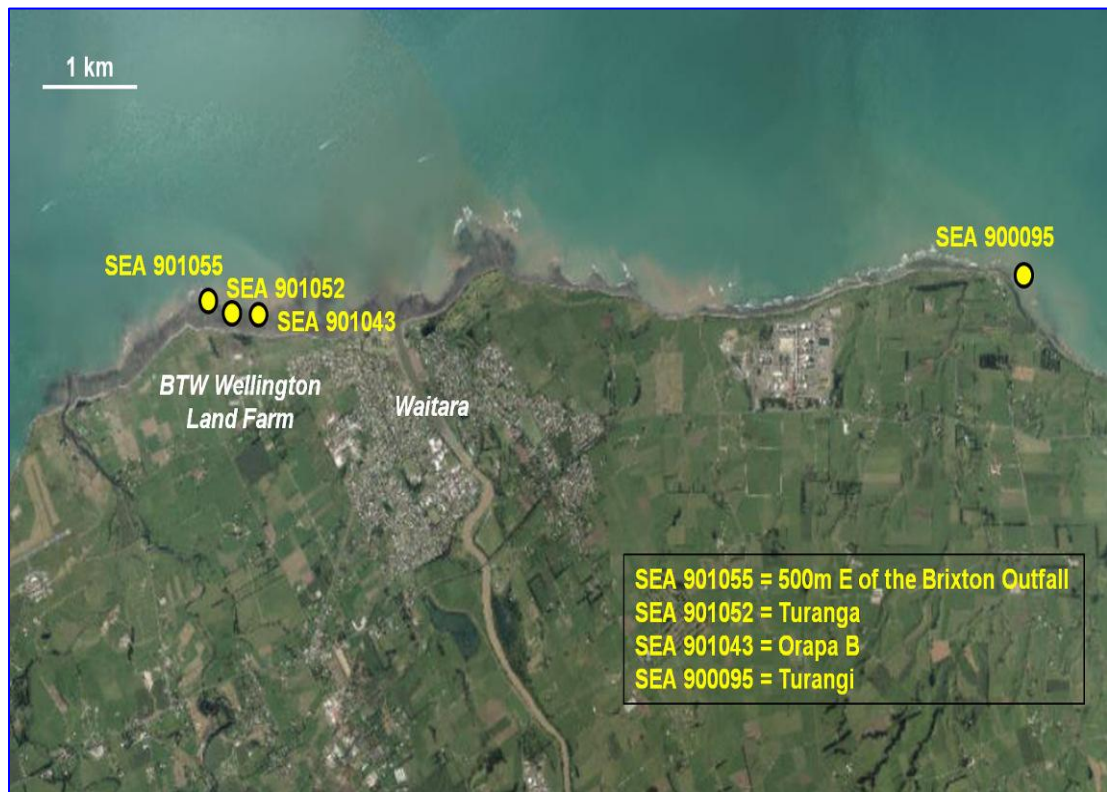 1 km
SEA 900095
SEA 901055
SEA 901052
SEA 901043
BTW Wellington
Land Farm
Waitara
SEA 901055 = 500m E of the Brixton Outfall
SEA 901052 = Turanga
SEA 901043 = Orapa B
SEA 900095 = Turangi